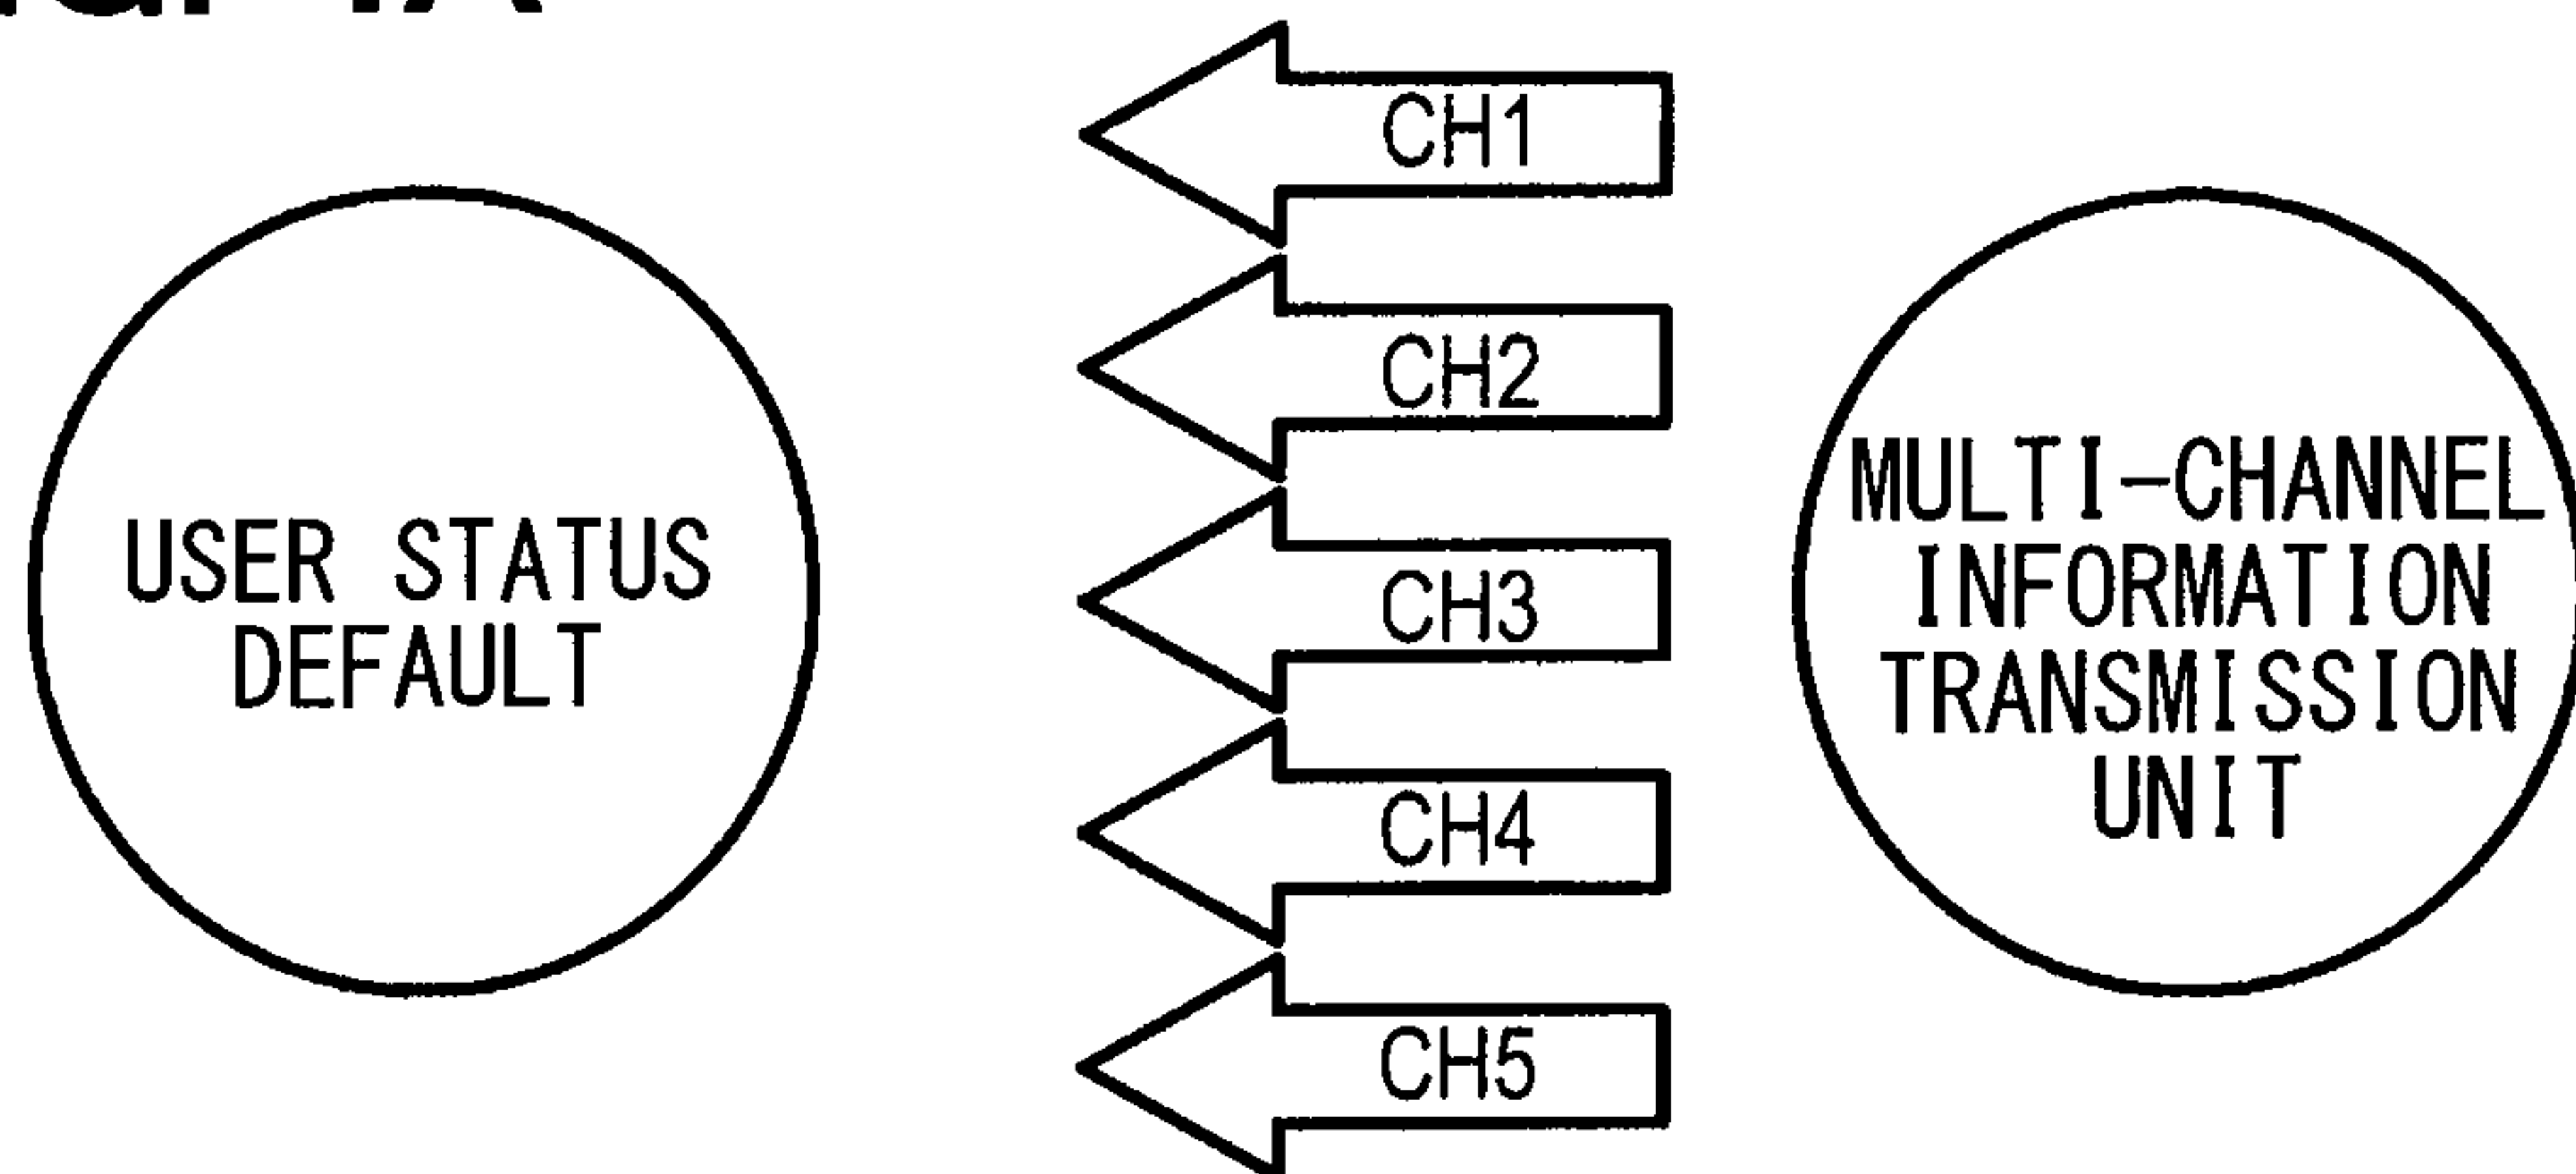 USER STATUS
DEFAULT
CH1
CH2
CH3
CH4
CH5
MULTI-CHANNEL
INFORMATION
TRANSMISSION
UNIT